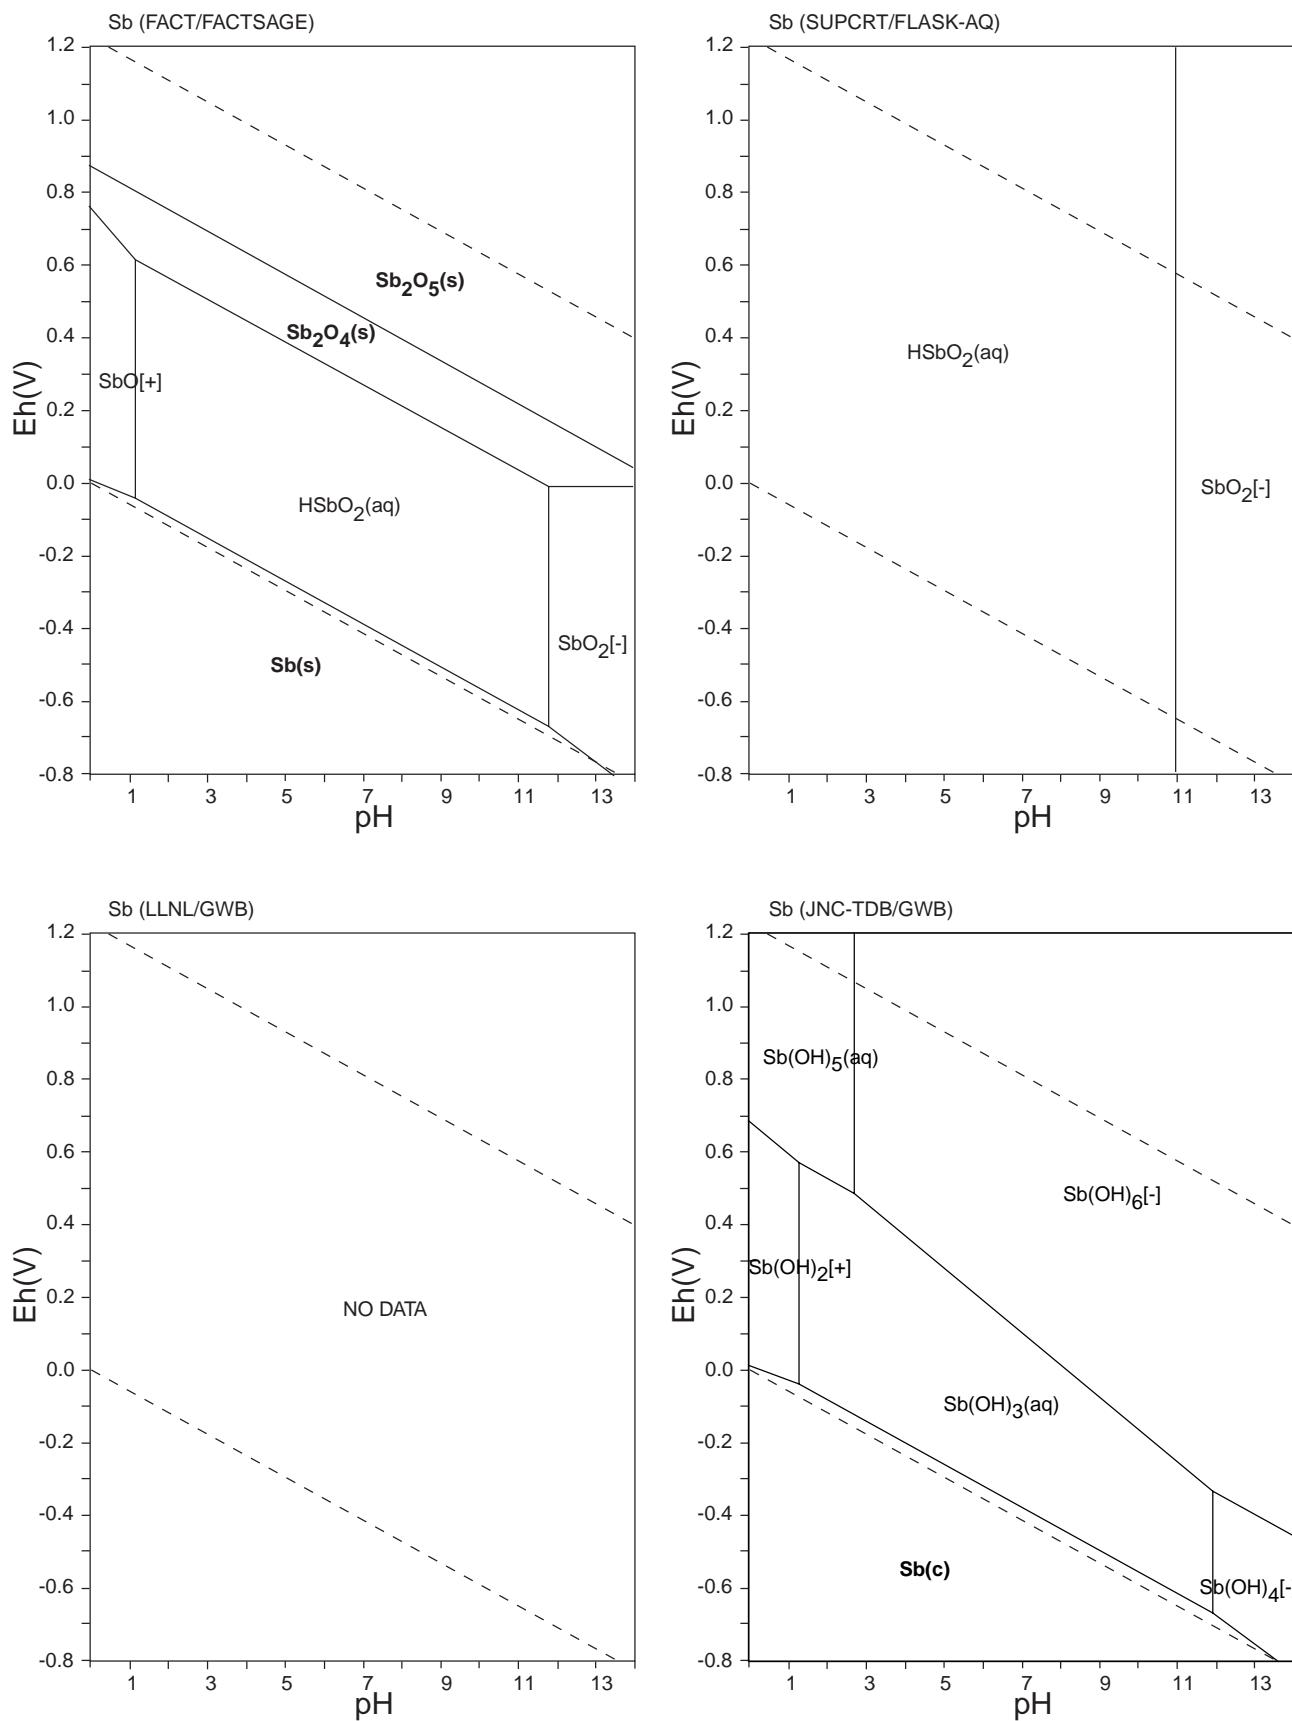 Sb (FACT/FACTSAGE)
1.2
1.0
0.8
0.6
0.4
0.2
0.0
-0.2
-0.4
-0.6
-0.8
Eh(V)
Sb2O5(s)
Sb2O4(s)
SbO[+]
HSbO2(aq)
SbO2[-]
Sb(s)
1 3 5 7 9 11 13
pH
Sb (SUPCRT/FLASK-AQ)
1.2
1.0
0.8
0.6
0.4
0.2
0.0
-0.2
-0.4
-0.6
-0.8
Eh(V)
HSbO2(aq)
SbO2[-]
1 3 5 7 9 11 13
pH
Sb (LLNL/GWB)
1.2
1.0
0.8
0.6
0.4
0.2
0.0
-0.2
-0.4
-0.6
-0.8
Eh(V)
NO DATA
1 3 5 7 9 11 13
pH
Sb (JNC-TDB/GWB)
1.2
1.0
0.8
0.6
0.4
0.2
0.0
-0.2
-0.4
-0.6
-0.8
Eh(V)
Sb(OH)5(aq)
Sb(OH)6[-]
Sb(OH)2[+]
Sb(OH)3(aq)
Sb(c)
Sb(OH)4[-
1 3 5 7 9 11 13
pH